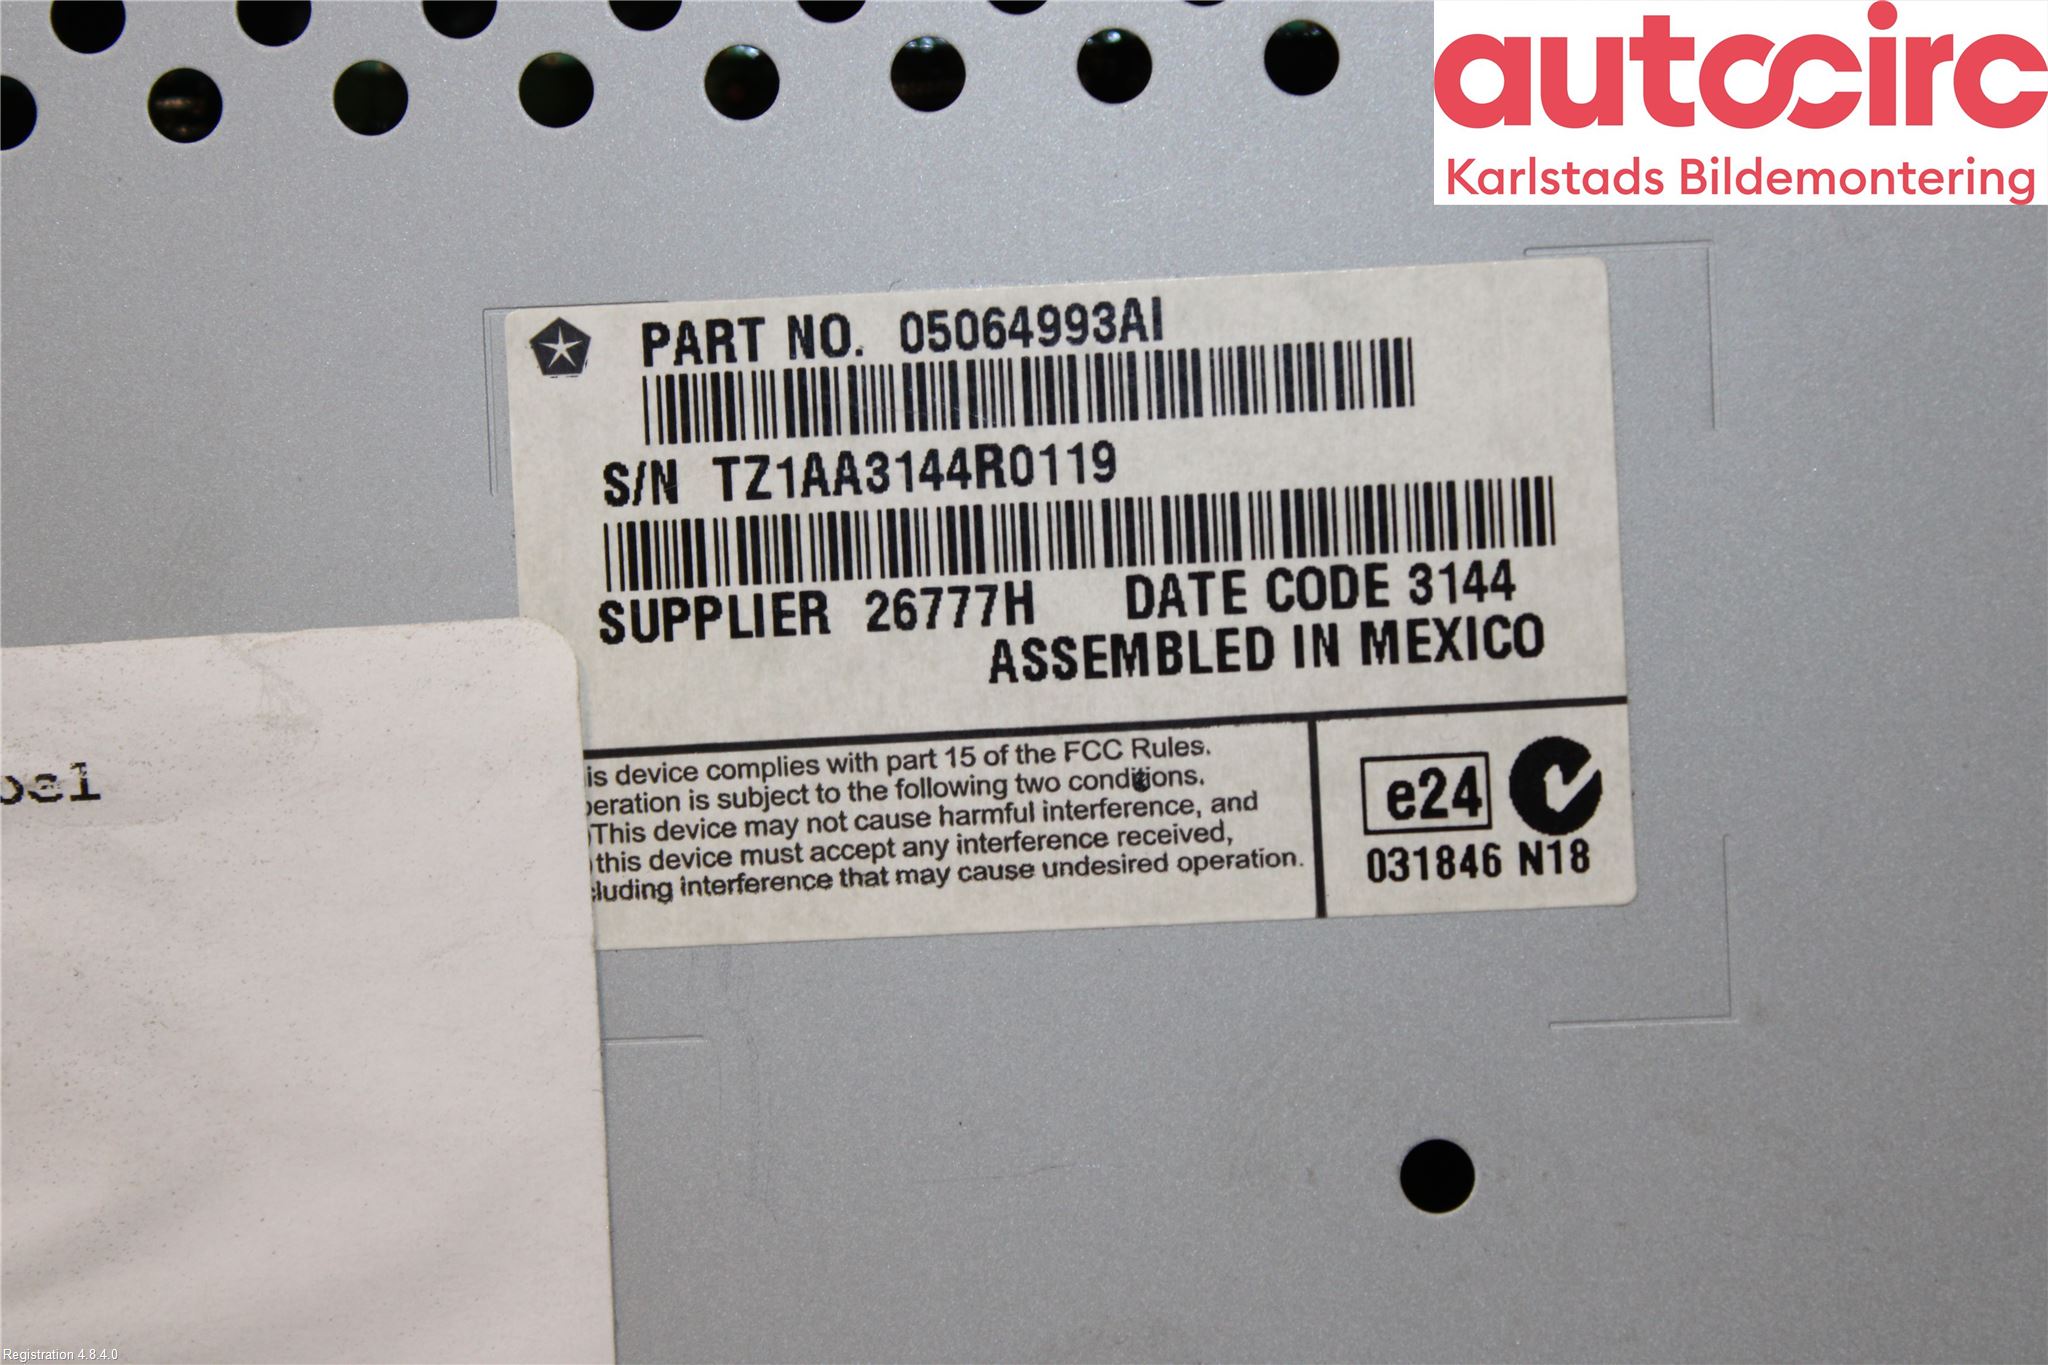 autocirc
Karlstads Bildemontering
PART NO. 05064993AI
S/N TZ1AA3144R0119
SUPPLIER 26777H DATE CODE 3144
ASSEMBLED IN MEXICO
is device complies with part 15 of the FCC Rules.
eration is subject to the following two conditions.
)This device may not cause harmful interference, and
)this device must accept any interference received,
cluding interference that may cause undesired operation.
e24
031846 N18
Registration 4.8.4.0